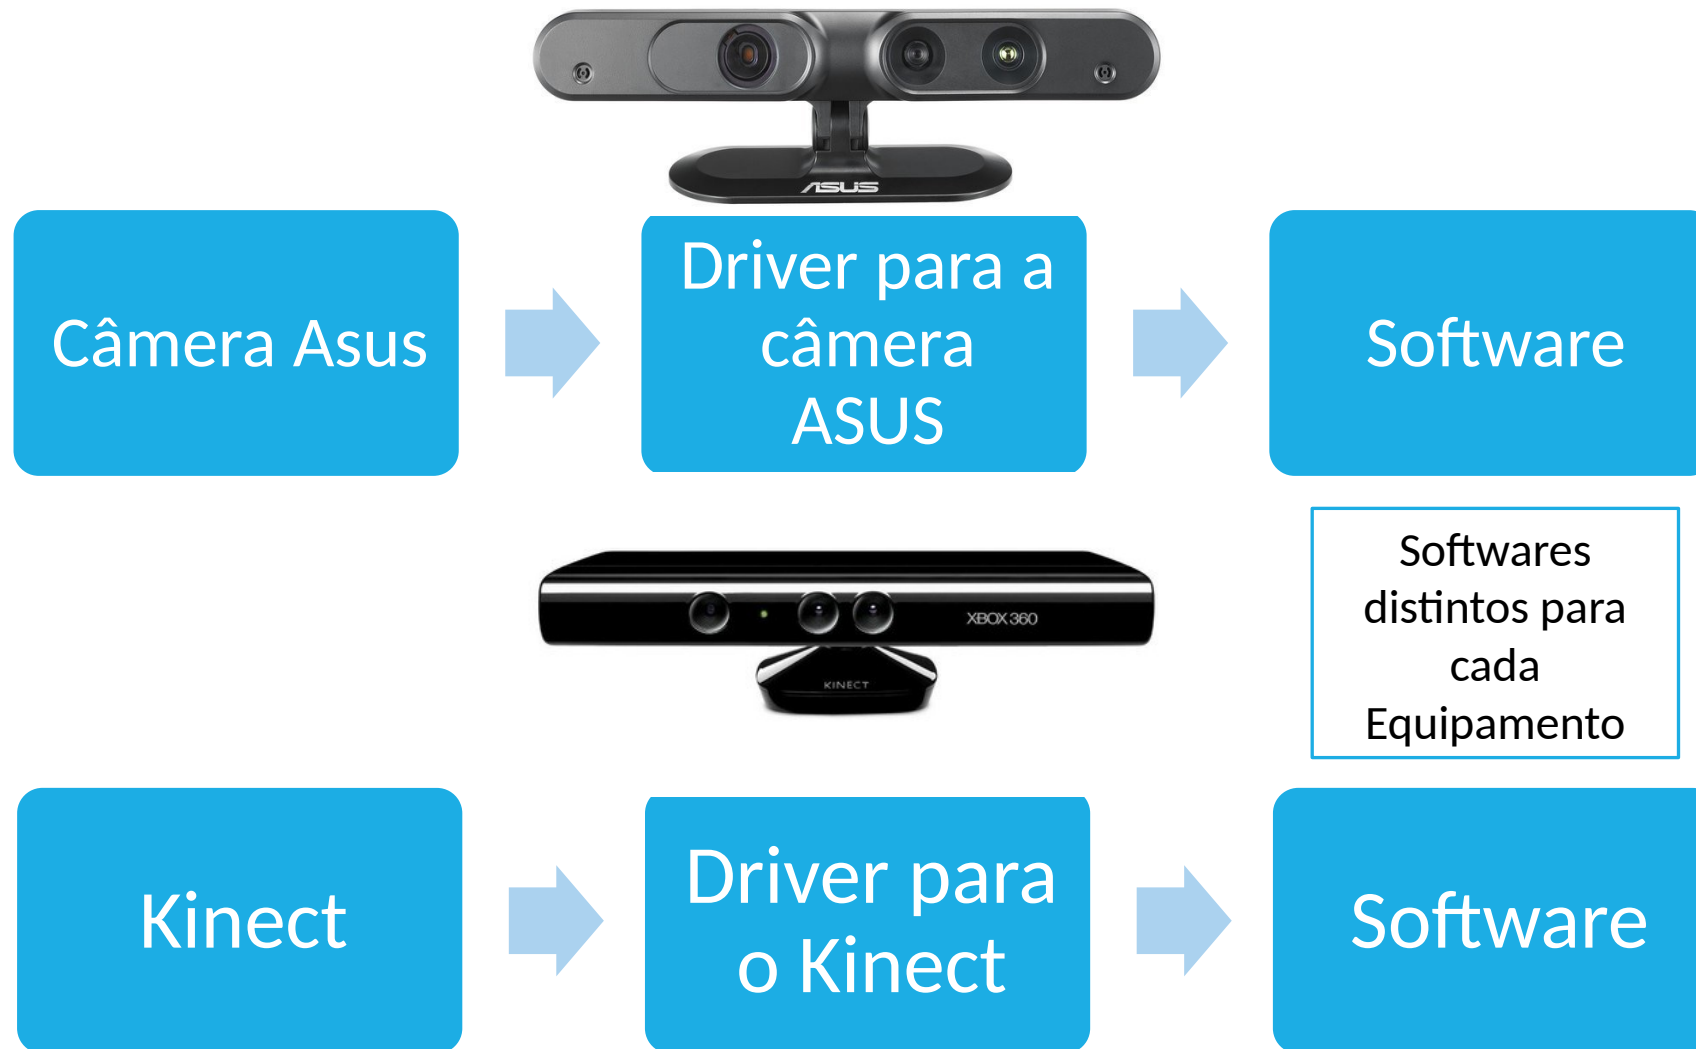 ASUS
Câmera Asus
Driver para a
câmera
ASUS
Software
Softwares
distintos para
cada
Equipamento
XBOX 360
KINECT
Kinect
Driver para
o Kinect
Software